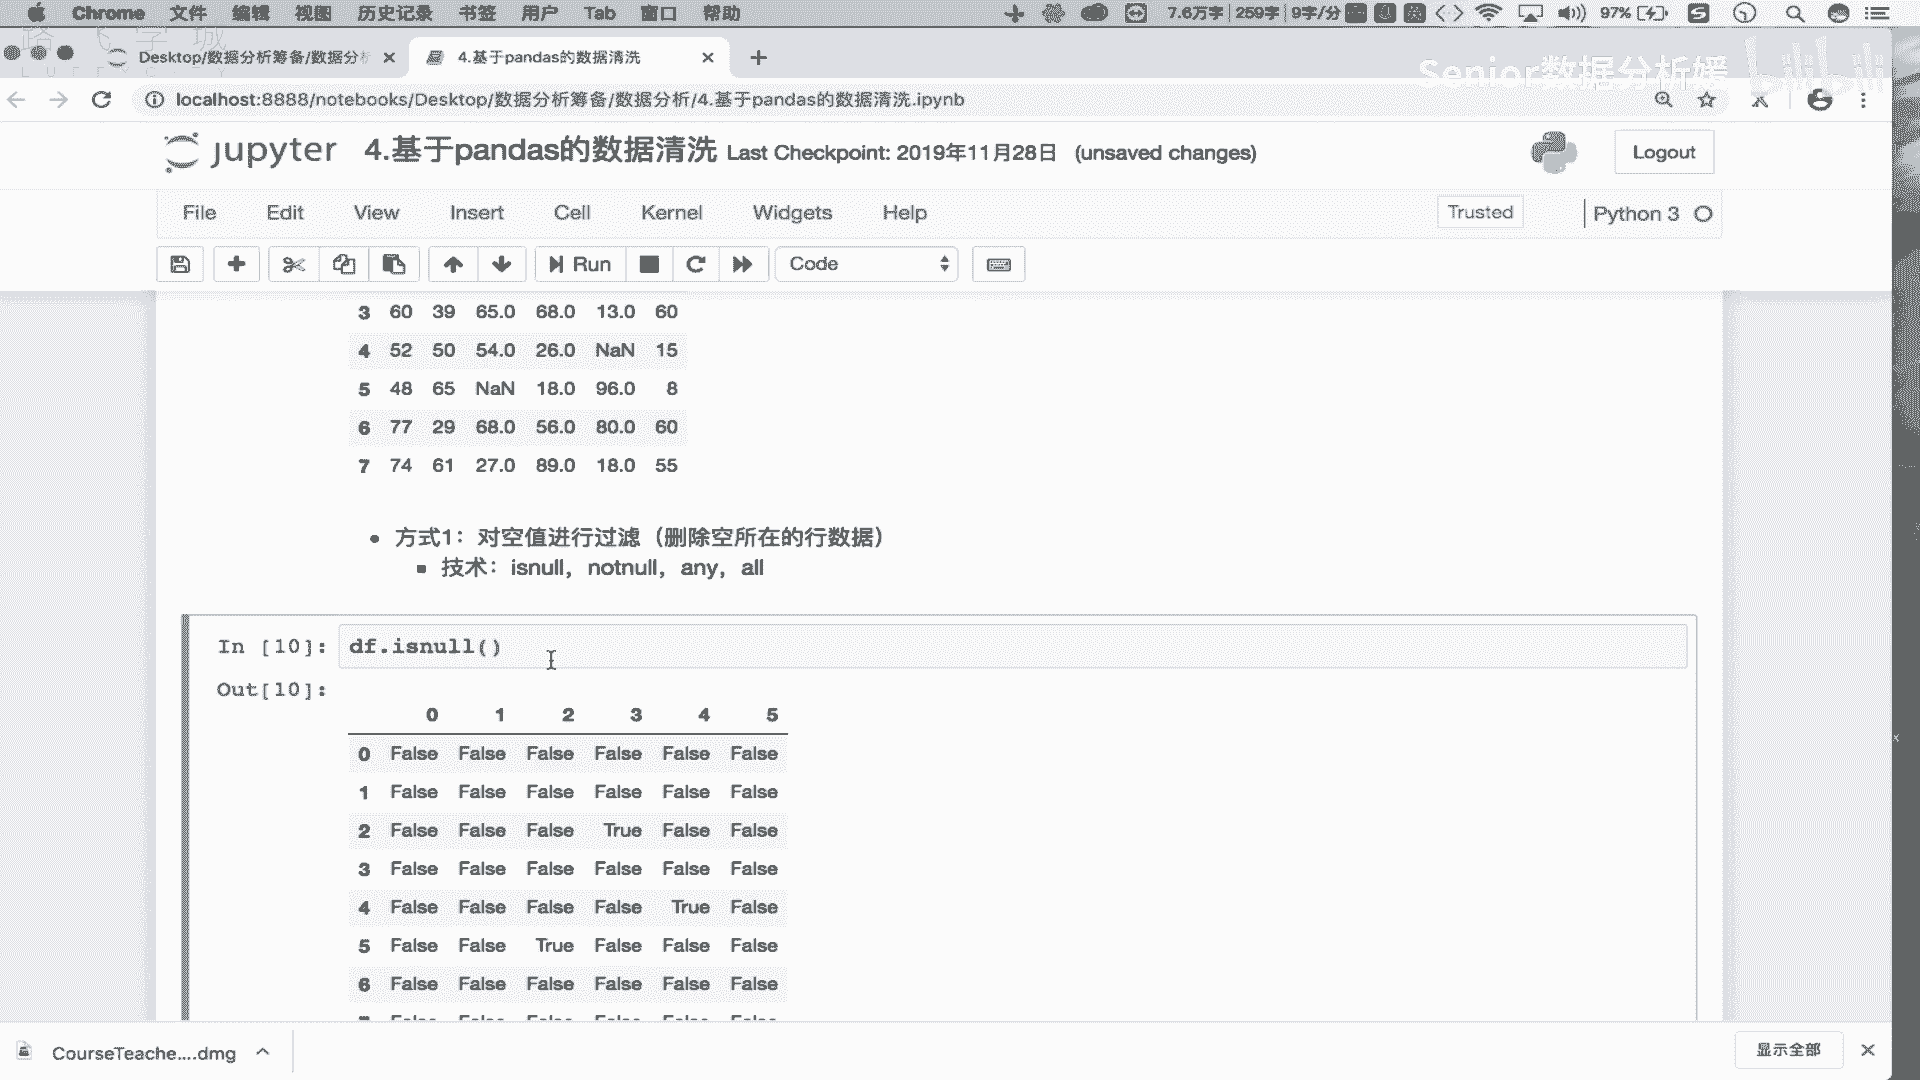 Chrome 文件 编辑 视图 历史记录 书签 用户 Tab 窗口 帮助 7.6万字 259字 9字/分 97%
Desktop/数据分析筹备/数据分析 4.基于pandas的数据清洗
Senior数据分析媛 bilibili
localhost:8888/notebooks/Desktop/数据分析筹备/数据分析/4.基于pandas的数据清洗.ipynb
jupyter 4.基于pandas的数据清洗 Last Checkpoint: 2019年11月28日 (unsaved changes) Logout
File Edit View Insert Cell Kernel Widgets Help Trusted Python 3
Run Code
3 60 39 65.0 68.0 13.0 60
4 52 50 54.0 26.0 NaN 15
5 48 65 NaN 18.0 96.0 8
6 77 29 68.0 56.0 80.0 60
7 74 61 27.0 89.0 18.0 55
方式1：对空值进行过滤（删除空所在的行数据）
技术：isnull，notnull，any，all
In [10]: df.isnull()
Out[10]:
0 1 2 3 4 5
0 False False False False False False
1 False False False False False False
2 False False False True False False
3 False False False False False False
4 False False False False True False
5 False False True False False False
6 False False False False False False
CourseTeache....dmg 显示全部